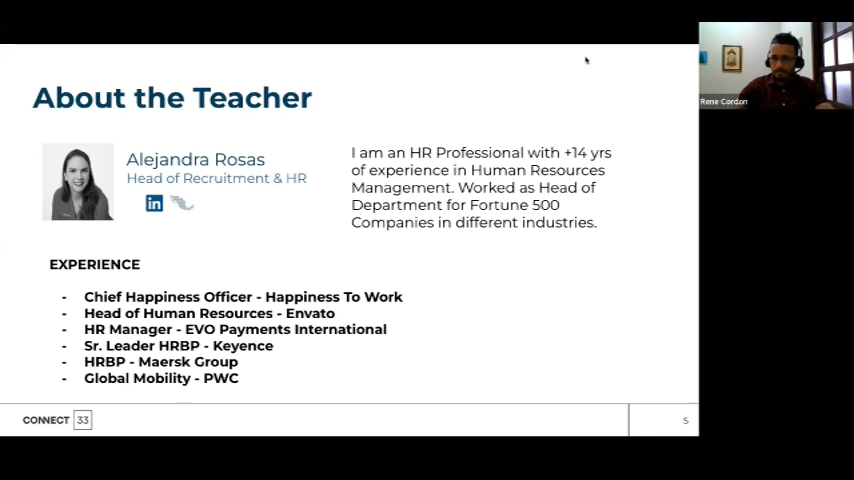 About the Teacher
Alejandra Rosas
Head of Recruitment & HR
in
I am an HR Professional with +14 yrs
of experience in Human Resources
Management. Worked as Head of
Department for Fortune 500
Companies in different industries.
EXPERIENCE
- Chief Happiness Officer - Happiness To Work
- Head of Human Resources - Envato
- HR Manager - EVO Payments International
- Sr. Leader HRBP - Keyence
- HRBP - Maersk Group
- Global Mobility - PWC
CONNECT 33
5
Rene Cordon